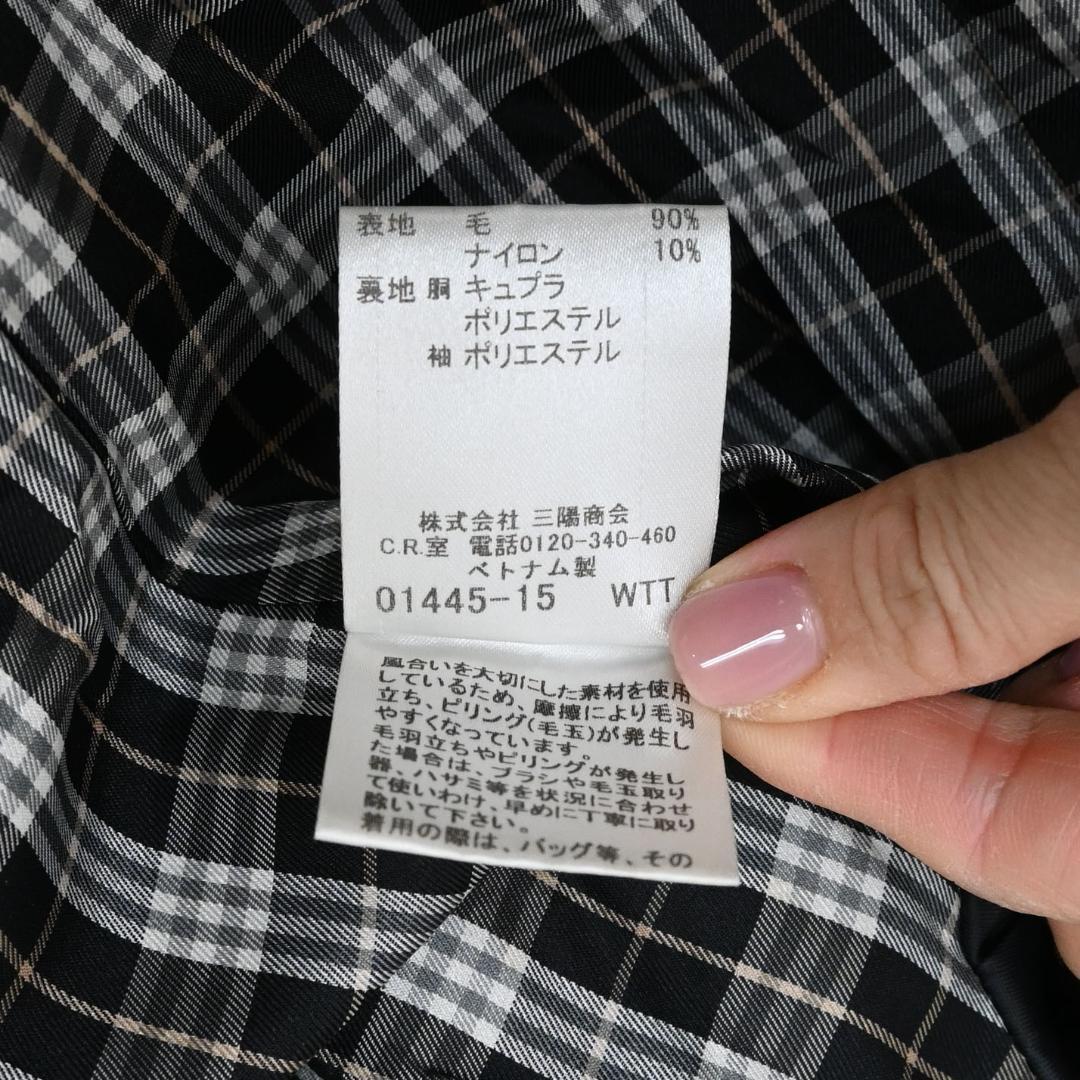 表地 毛 90%
ナイロン 10%
裏地 胴 キュプラ
ポリエステル
袖 ポリエステル
株式会社 三陽商会
C.R.室 電話0120-340-460
ベトナム製
01445-15 WTT
風合いを大切にした素材を使用
しているため、摩擦により毛羽
立ち、ピリング(毛玉)が発生し
やすくなっています。
毛羽立ちやピリングが発生し
た場合は、ブラシや毛玉取り
器、ハサミ等を状況に合わせ
て使いわけ、早めに丁寧に取り
除いて下さい。
着用の際は、バッグ等、その